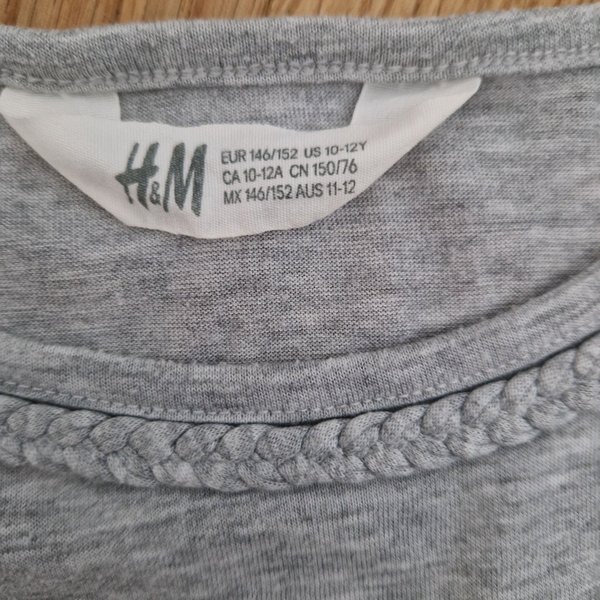 H&M
EUR 146/152 US 10-12Y
CA 10-12A CN 150/76
MX 146/152 AUS 11-12